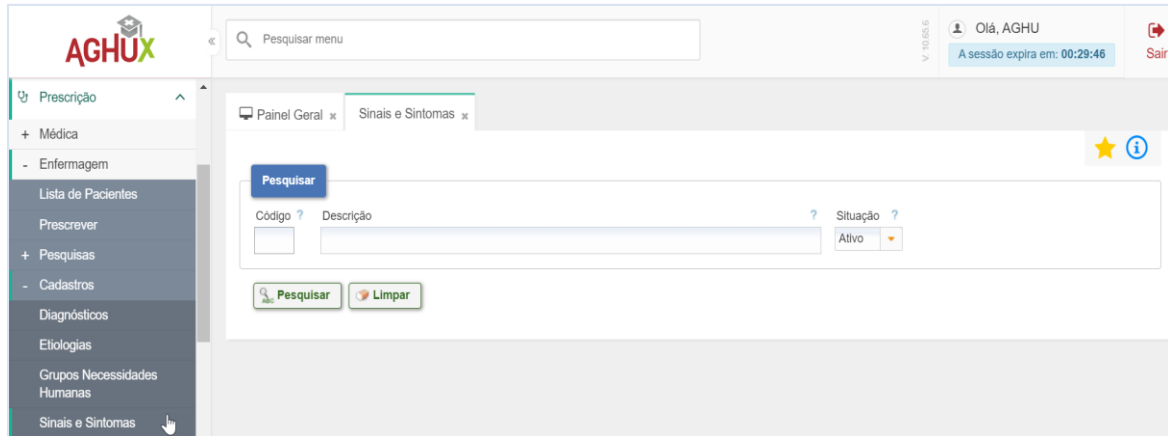 AGHUX
«
Pesquisar menu
V. 10.65.6
Olá, AGHU
A sessão expira em: 00:29:46
Sair
Prescrição
+ Médica
- Enfermagem
Lista de Pacientes
Prescrever
+ Pesquisas
- Cadastros
Diagnósticos
Etiologias
Grupos Necessidades
Humanas
Sinais e Sintomas
Painel Geral x
Sinais e Sintomas x
Pesquisar
Código ? Descrição ? Situação ?
Ativo
ABC Pesquisar
Limpar